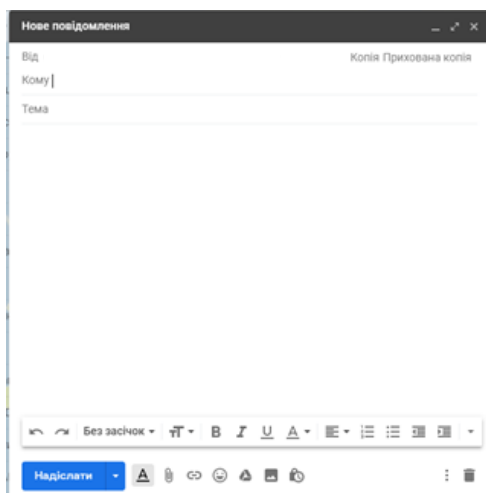 Нове повідомлення
Від Копія Прихована копія
Кому
Тема
Без засічок
Надіслати